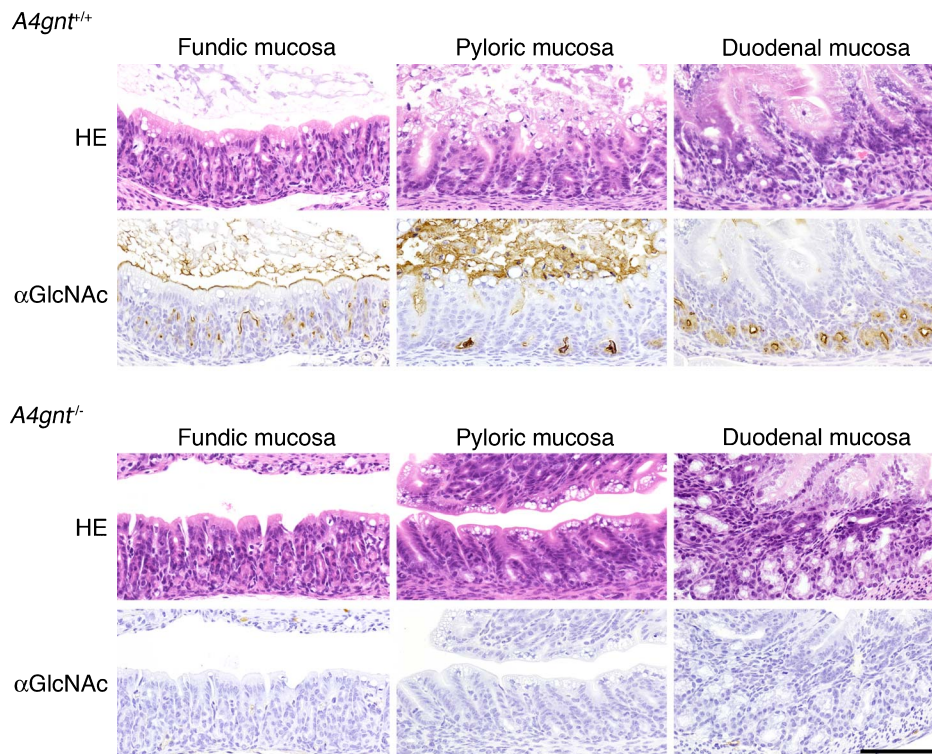 A4gnt+/+
Fundic mucosa Pyloric mucosa Duodenal mucosa
HE
αGlcNAc
A4gnt-/-
Fundic mucosa Pyloric mucosa Duodenal mucosa
HE
αGlcNAc